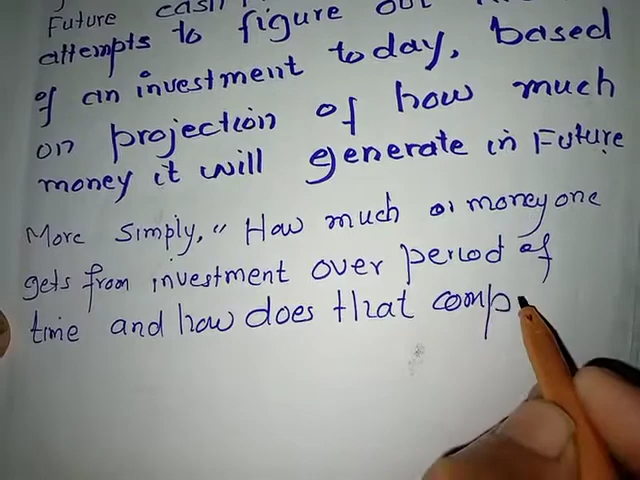 Future cash
attempts to figure out
of an investment today, based
on projection of how much
money it will generate in Future
More Simply, " How much of money one
gets from investment over period of
time and how does that comp